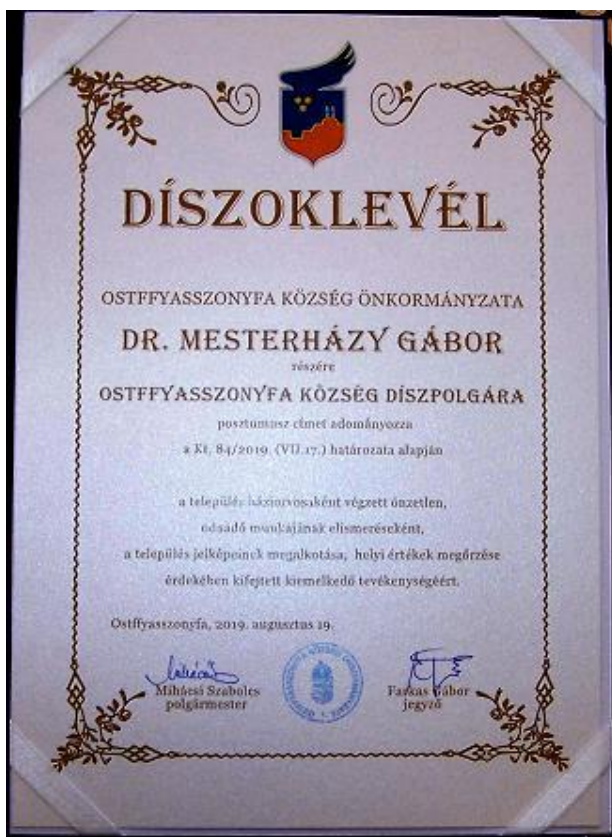 DÍSZOKLEVÉL
OSTFFYASSZONYFA KÖZSÉG ÖNKORMÁNYZATA
DR. MESTERHÁZY GÁBOR
részére
OSTFFYASSZONYFA KÖZSÉG DÍSZPOLGÁRA
posztumusz címet adományozza
a Kt. 84/2019. (VII.17.) határozata alapján
a település háziorvosaként végzett önzetlen,
odaadó munkájának elismeréseként,
a település jelképeinek megalkotása, helyi értékek megőrzése
érdekében kifejtett kiemelkedő tevékenységéért.
Ostffyasszonyfa, 2019. augusztus 19.
Mihácsi Szabolcs
polgármester
Farkas Gábor
jegyző